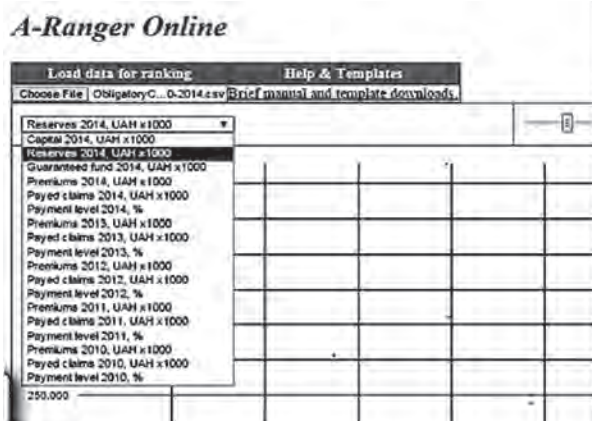 A-Ranger Online
Load data for ranking Help & Templates
Choose File ObligatoryC...0-2014.csv Brief manual and template downloads.
Reserves 2014, UAH x1000
Capital 2014, UAH x1000
Reserves 2014, UAH x1000
Guaranteed fund 2014, UAH x1000
Premiums 2014, UAH x1000
Payed claims 2014, UAH x1000
Payment level 2014, %
Premiums 2013, UAH x1000
Payed claims 2013, UAH x1000
Payment level 2013, %
Premiums 2012, UAH x1000
Payed claims 2012, UAH x1000
Payment level 2012, %
Premiums 2011, UAH x1000
Payed claims 2011, UAH x1000
Payment level 2011, %
Premiums 2010, UAH x1000
Payed claims 2010, UAH x1000
Payment level 2010, %
250.000